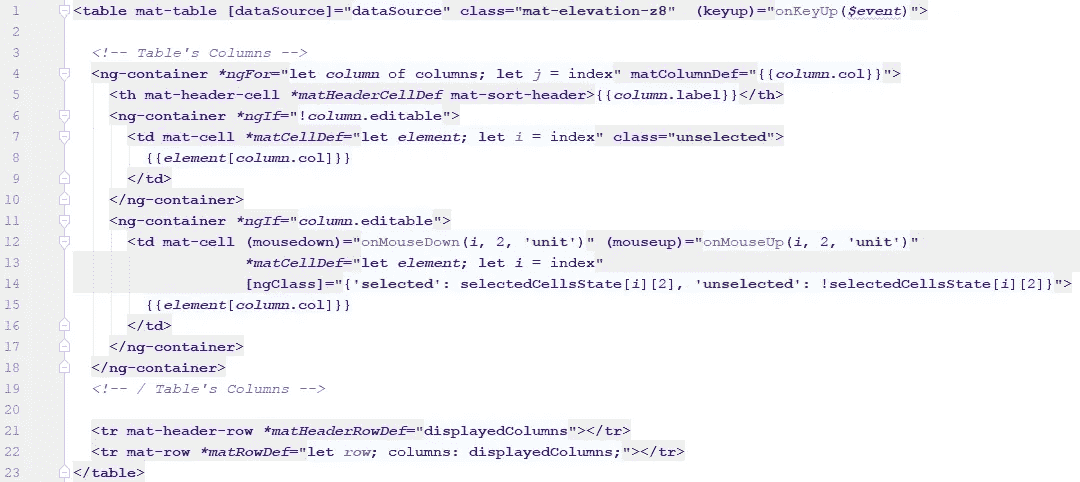 1 <table mat-table [dataSource]="dataSource" class="mat-elevation-z8"  (keyup)="onKeyUp($event)">
2
3   <!-- Table's Columns -->
4   <ng-container *ngFor="let column of columns; let j = index" matColumnDef="{{column.col}}">
5     <th mat-header-cell *matHeaderCellDef mat-sort-header>{{column.label}}</th>
6     <ng-container *ngIf="!column.editable">
7       <td mat-cell *matCellDef="let element; let i = index" class="unselected">
8         {{element[column.col]}}
9       </td>
10     </ng-container>
11     <ng-container *ngIf="column.editable">
12       <td mat-cell (mousedown)="onMouseDown(i, 2, 'unit')" (mouseup)="onMouseUp(i, 2, 'unit')"
13                    *matCellDef="let element; let i = index"
14                    [ngClass]="{'selected': selectedCellsState[i][2], 'unselected': !selectedCellsState[i][2]}">
15         {{element[column.col]}}
16       </td>
17     </ng-container>
18   </ng-container>
19   <!-- / Table's Columns -->
20
21   <tr mat-header-row *matHeaderRowDef="displayedColumns"></tr>
22   <tr mat-row *matRowDef="let row; columns: displayedColumns;"></tr>
23 </table>